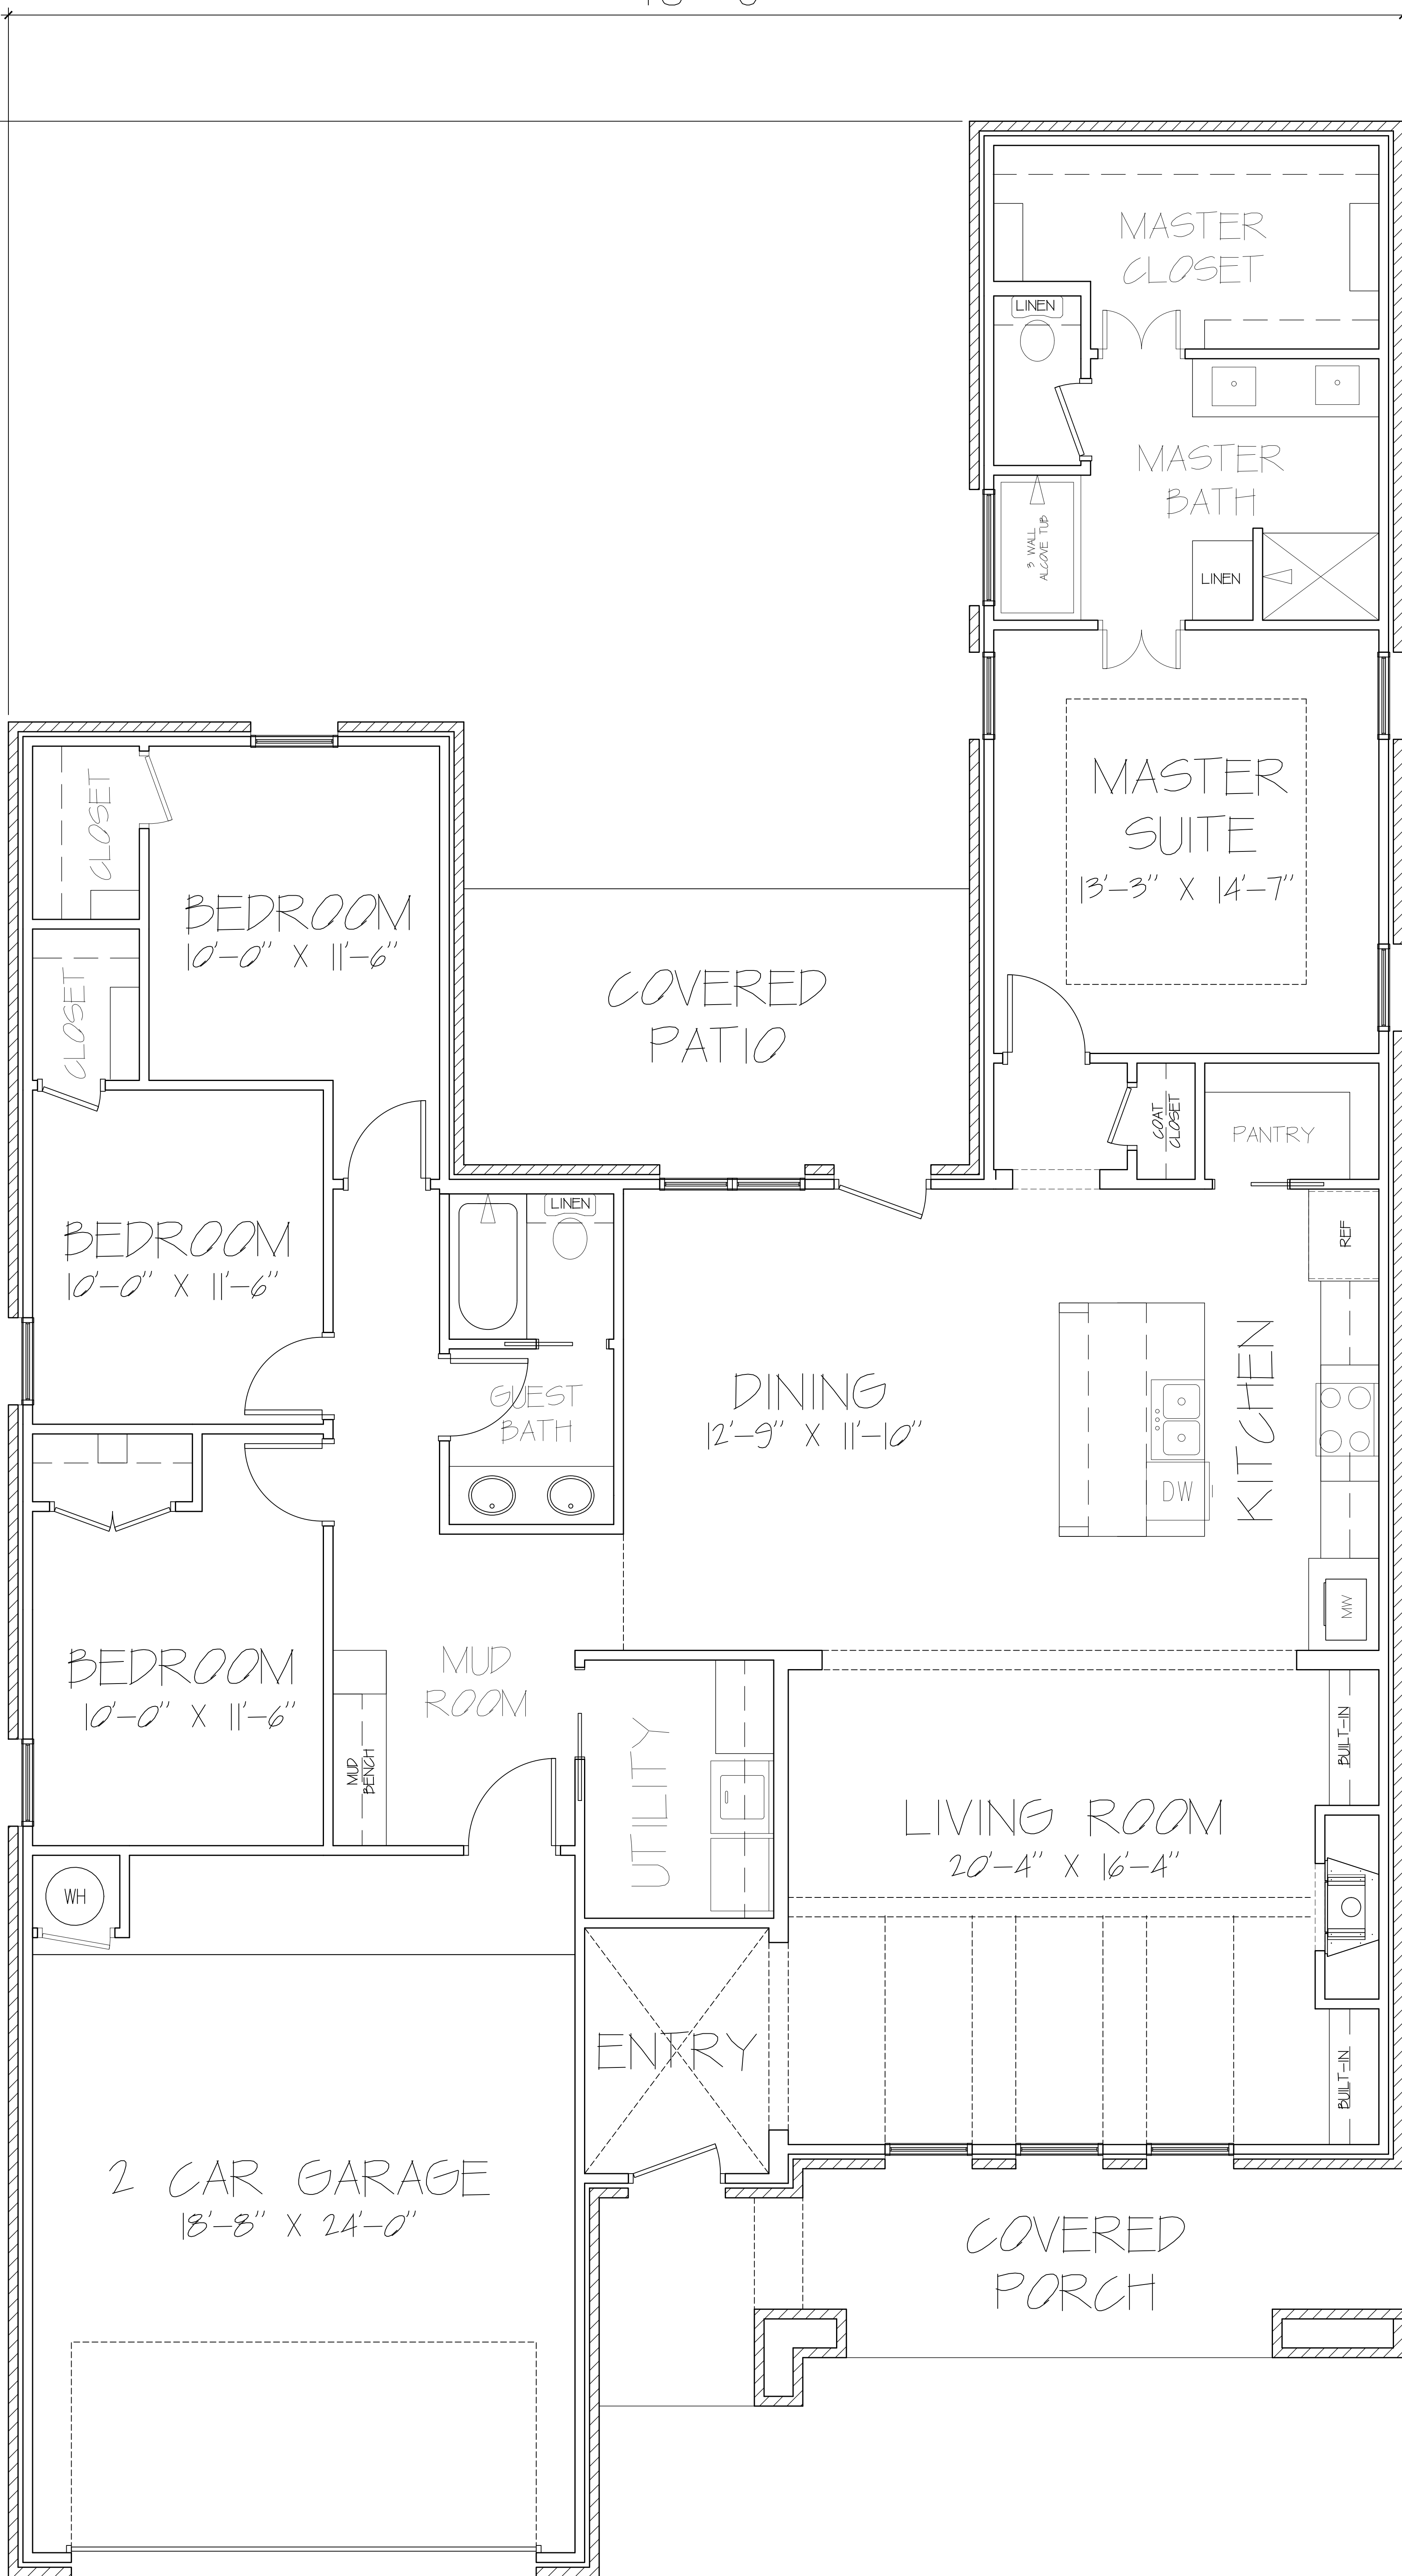 MASTER
CLOSET
LINEN
MASTER
BATH
3 WALL
ALCOVE TUB
LINEN
MASTER
SUITE
13'-3" X 14'-7"
CLOSET
BEDROOM
10'-0" X 11'-6"
CLOSET
COVERED
PATIO
COAT
CLOSET
PANTRY
BEDROOM
10'-0" X 11'-6"
LINEN
REF
GUEST
BATH
DINING
12'-9" X 11'-10"
KITCHEN
DW
MW
BEDROOM
10'-0" X 11'-6"
MUD
ROOM
MUD
BENCH
UTILITY
BUILT-IN
LIVING ROOM
20'-4" X 16'-4"
WH
ENTRY
BUILT-IN
2 CAR GARAGE
18'-8" X 24'-0"
COVERED
PORCH